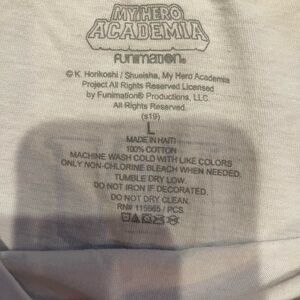 MY HERO
ACADEMIA
FUNIMATION®
© K. Horikoshi / Shueisha, My Hero Academia
Project All Rights Reserved Licensed
by Funimation® Productions, LLC.
All Rights Reserved.
(s19)
L
MADE IN HAITI
100% COTTON
MACHINE WASH COLD WITH LIKE COLORS
ONLY NON-CHLORINE BLEACH WHEN NEEDED.
TUMBLE DRY LOW.
DO NOT IRON IF DECORATED.
DO NOT DRY CLEAN.
RN# 115665 / PCS